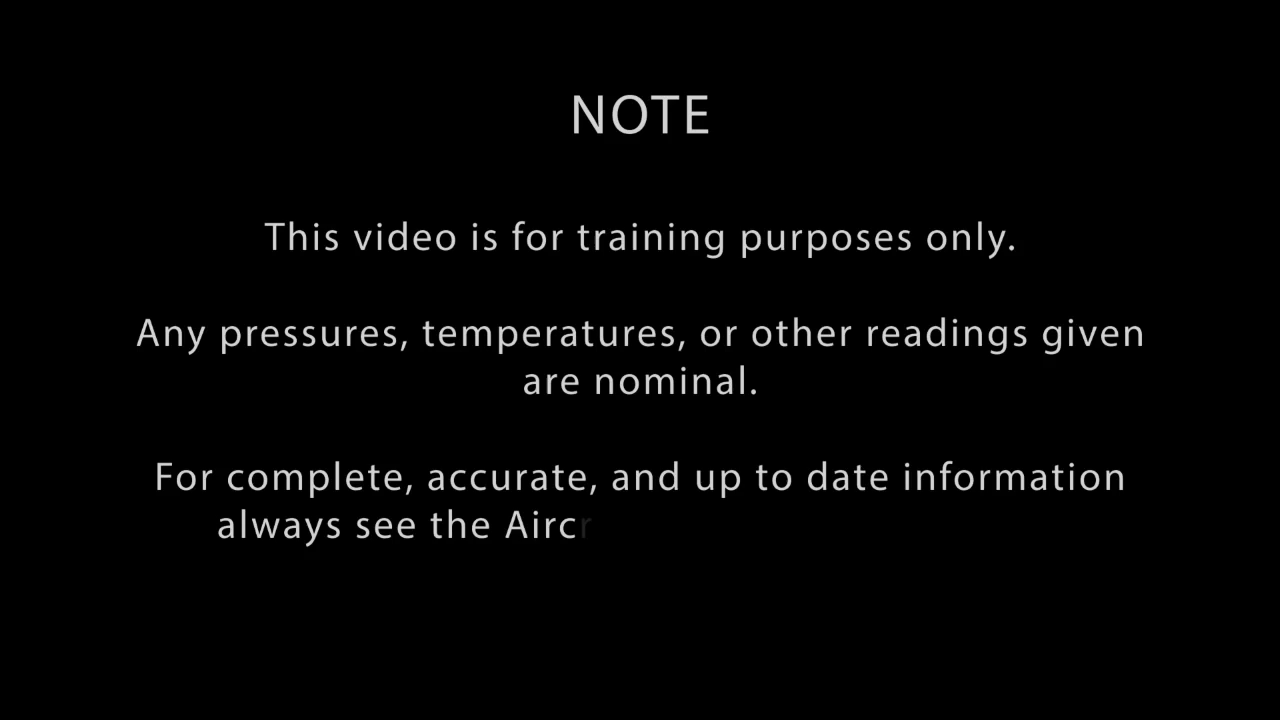 NOTE
This video is for training purposes only.
Any pressures, temperatures, or other readings given
are nominal.
For complete, accurate, and up to date information
always see the Aircr